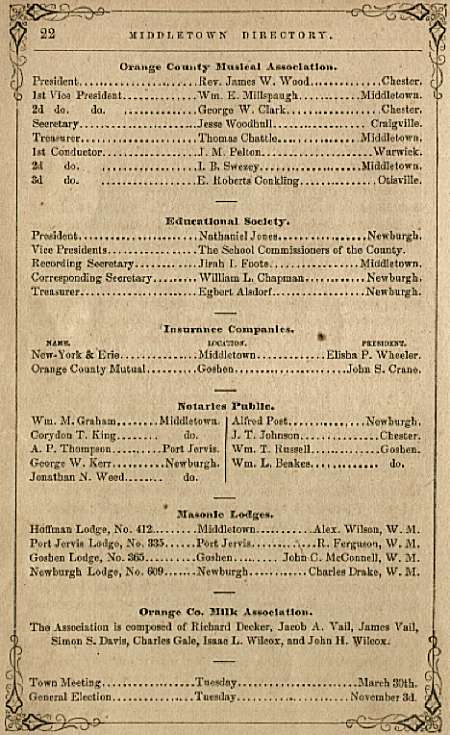 22 MIDDLETOWN DIRECTORY.
Orange County Musical Association.
President.....Rev. James W. Wood.....Chester.
1st Vice President.....Wm. E. Millspaugh.....Middletown.
2d do. do. .....George W. Clark.....Chester.
Secretary.....Jesse Woodhull.....Craigville.
Treasurer.....Thomas Chattle.....Middletown.
1st Conductor.....J. M. Pelton.....Warwick.
2d do. .....I. B. Swezey.....Middletown.
3d do. .....E. Roberts Conkling.....Otisville.
Educational Society.
President.....Nathaniel Jones.....Newburgh.
Vice Presidents.....The School Commissioners of the County.
Recording Secretary.....Jirah I. Foote.....Middletown.
Corresponding Secretary.....William L. Chapman.....Newburgh.
Treasurer.....Egbert Alsdorf.....Newburgh.
Insurance Companies.
NAME. LOCATION. PRESIDENT.
New-York & Erie.....Middletown.....Elisha P. Wheeler.
Orange County Mutual.....Goshen.....John S. Crane.
Notaries Public.
Wm. M. Graham.....Middletown.
Corydon T. King..... do.
A. P. Thompson.....Port Jervis.
George W. Kerr.....Newburgh.
Jonathan N. Weed..... do.
Alfred Post.....Newburgh.
J. T. Johnson.....Chester.
Wm. T. Russell.....Goshen.
Wm. L. Beakes..... do.
Masonic Lodges.
Hoffman Lodge, No. 412.....Middletown.....Alex. Wilson, W. M.
Port Jervis Lodge, No. 335.....Port Jervis.....R. Ferguson, W. M.
Goshen Lodge, No. 365.....Goshen.....John C. McConnell, W. M.
Newburgh Lodge, No. 609.....Newburgh.....Charles Drake, W. M.
Orange Co. Milk Association.
The Association is composed of Richard Decker, Jacob A. Vail, James Vail,
Simon S. Davis, Charles Gale, Isaac L. Wilcox, and John H. Wilcox.
Town Meeting.....Tuesday.....March 30th.
General Election.....Tuesday.....November 3d.